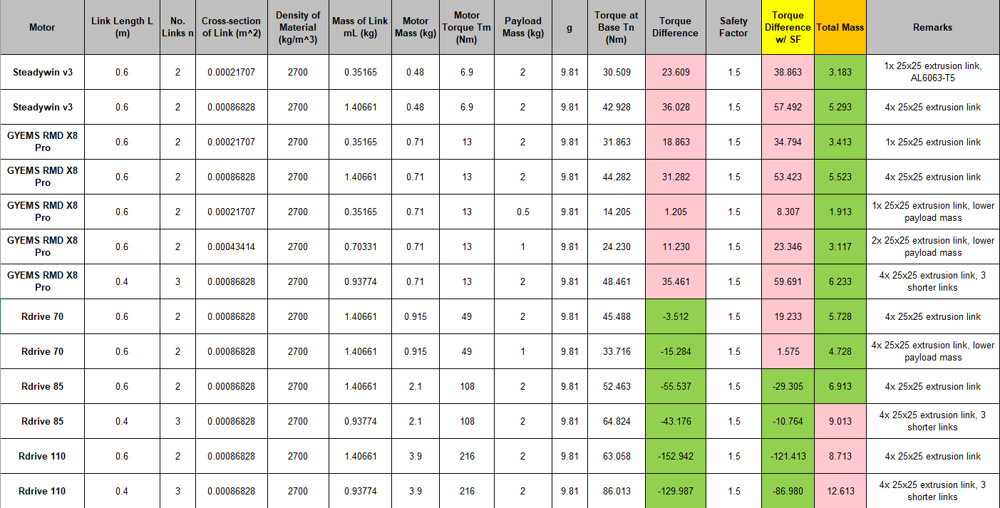 Motor | Link Length L (m) | No. Links n | Cross-section of Link (m^2) | Density of Material (kg/m^3) | Mass of Link mL (kg) | Motor Mass (kg) | Motor Torque Tm (Nm) | Payload Mass (kg) | g | Torque at Base Tn (Nm) | Torque Difference | Safety Factor | Torque Difference w/ SF | Total Mass | Remarks
Steadywin v3 | 0.6 | 2 | 0.00021707 | 2700 | 0.35165 | 0.48 | 6.9 | 2 | 9.81 | 30.509 | 23.609 | 1.5 | 38.863 | 3.183 | 1x 25x25 extrusion link, AL6063-T5
Steadywin v3 | 0.6 | 2 | 0.00086828 | 2700 | 1.40661 | 0.48 | 6.9 | 2 | 9.81 | 42.928 | 36.028 | 1.5 | 57.492 | 5.293 | 4x 25x25 extrusion link
GYEMS RMD X8 Pro | 0.6 | 2 | 0.00021707 | 2700 | 0.35165 | 0.71 | 13 | 2 | 9.81 | 31.863 | 18.863 | 1.5 | 34.794 | 3.413 | 1x 25x25 extrusion link
GYEMS RMD X8 Pro | 0.6 | 2 | 0.00086828 | 2700 | 1.40661 | 0.71 | 13 | 2 | 9.81 | 44.282 | 31.282 | 1.5 | 53.423 | 5.523 | 4x 25x25 extrusion link
GYEMS RMD X8 Pro | 0.6 | 2 | 0.00021707 | 2700 | 0.35165 | 0.71 | 13 | 0.5 | 9.81 | 14.205 | 1.205 | 1.5 | 8.307 | 1.913 | 1x 25x25 extrusion link, lower payload mass
GYEMS RMD X8 Pro | 0.6 | 2 | 0.00043414 | 2700 | 0.70331 | 0.71 | 13 | 1 | 9.81 | 24.230 | 11.230 | 1.5 | 23.346 | 3.117 | 2x 25x25 extrusion link, lower payload mass
GYEMS RMD X8 Pro | 0.4 | 3 | 0.00086828 | 2700 | 0.93774 | 0.71 | 13 | 2 | 9.81 | 48.461 | 35.461 | 1.5 | 59.691 | 6.233 | 4x 25x25 extrusion link, 3 shorter links
Rdrive 70 | 0.6 | 2 | 0.00086828 | 2700 | 1.40661 | 0.915 | 49 | 2 | 9.81 | 45.488 | -3.512 | 1.5 | 19.233 | 5.728 | 4x 25x25 extrusion link
Rdrive 70 | 0.6 | 2 | 0.00086828 | 2700 | 1.40661 | 0.915 | 49 | 1 | 9.81 | 33.716 | -15.284 | 1.5 | 1.575 | 4.728 | 4x 25x25 extrusion link, lower payload mass
Rdrive 85 | 0.6 | 2 | 0.00086828 | 2700 | 1.40661 | 2.1 | 108 | 2 | 9.81 | 52.463 | -55.537 | 1.5 | -29.305 | 6.913 | 4x 25x25 extrusion link
Rdrive 85 | 0.4 | 3 | 0.00086828 | 2700 | 0.93774 | 2.1 | 108 | 2 | 9.81 | 64.824 | -43.176 | 1.5 | -10.764 | 9.013 | 4x 25x25 extrusion link, 3 shorter links
Rdrive 110 | 0.6 | 2 | 0.00086828 | 2700 | 1.40661 | 3.9 | 216 | 2 | 9.81 | 63.058 | -152.942 | 1.5 | -121.413 | 8.713 | 4x 25x25 extrusion link
Rdrive 110 | 0.4 | 3 | 0.00086828 | 2700 | 0.93774 | 3.9 | 216 | 2 | 9.81 | 86.013 | -129.987 | 1.5 | -86.980 | 12.613 | 4x 25x25 extrusion link, 3 shorter links